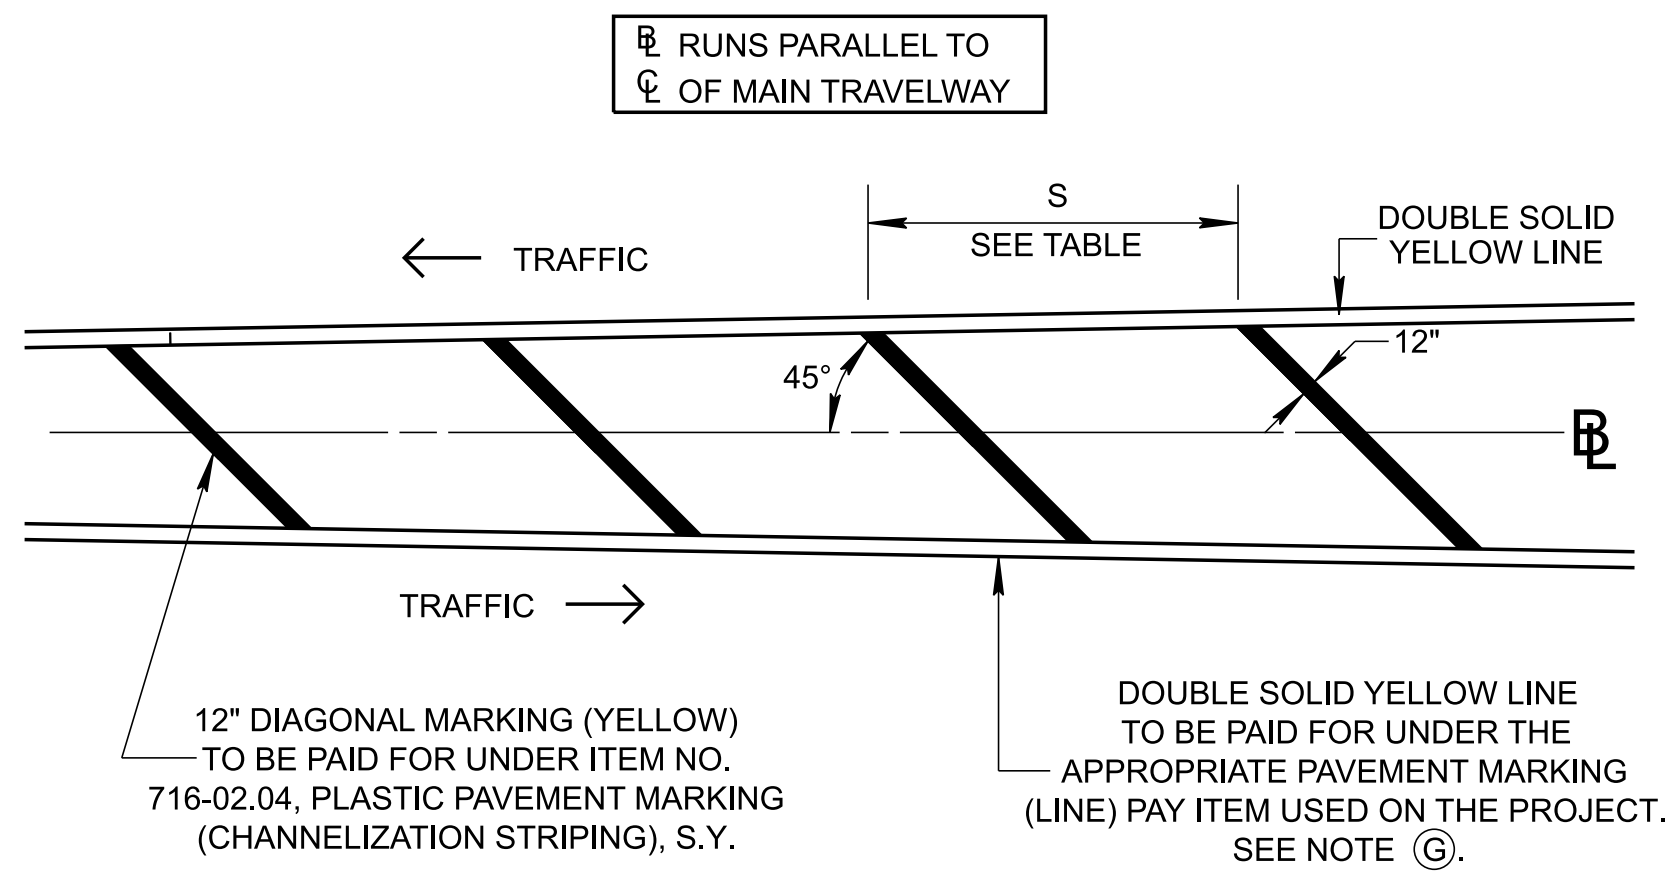 ℄ RUNS PARALLEL TO
℄ OF MAIN TRAVELWAY
S
SEE TABLE
DOUBLE SOLID
YELLOW LINE
TRAFFIC
12"
45°
BL
TRAFFIC
12" DIAGONAL MARKING (YELLOW)
TO BE PAID FOR UNDER ITEM NO.
716-02.04, PLASTIC PAVEMENT MARKING
(CHANNELIZATION STRIPING), S.Y.
DOUBLE SOLID YELLOW LINE
TO BE PAID FOR UNDER THE
APPROPRIATE PAVEMENT MARKING
(LINE) PAY ITEM USED ON THE PROJECT.
SEE NOTE Ⓖ.